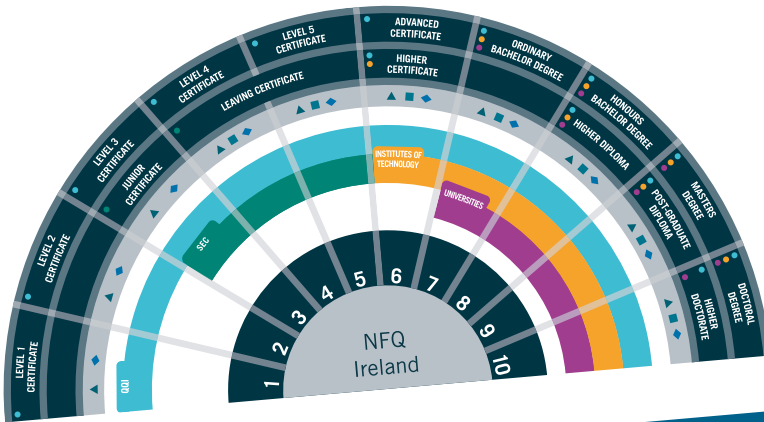 LEVEL 1
CERTIFICATE
LEVEL 2
CERTIFICATE
LEVEL 3
CERTIFICATE
JUNIOR
CERTIFICATE
LEVEL 4
CERTIFICATE
LEVEL 5
CERTIFICATE
LEAVING CERTIFICATE
ADVANCED
CERTIFICATE
HIGHER
CERTIFICATE
ORDINARY
BACHELOR DEGREE
HONOURS
BACHELOR DEGREE
HIGHER DIPLOMA
MASTERS
DEGREE
POST-GRADUATE
DIPLOMA
DOCTORAL
DEGREE
HIGHER
DOCTORATE
QQI
SEC
INSTITUTES OF
TECHNOLOGY
UNIVERSITIES
1
2
3
4
5
6
7
8
9
10
NFQ
Ireland